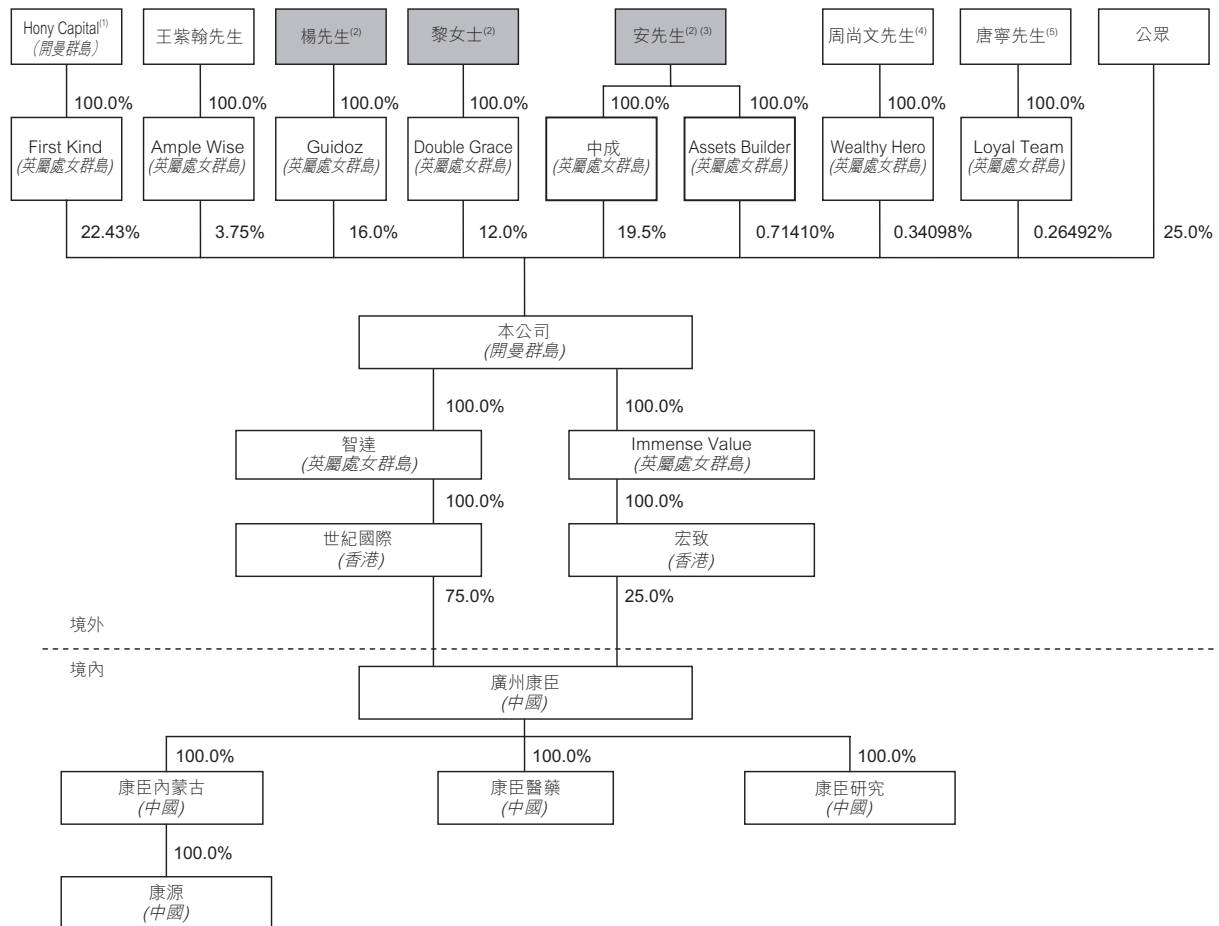 Hony Capital(1)
（開曼群島）
王紫翰先生
楊先生(2)
黎女士(2)
安先生(2) (3)
周尚文先生(4)
唐寧先生(5)
公眾
100.0%
100.0%
100.0%
100.0%
100.0%
100.0%
100.0%
100.0%
First Kind
(英屬處女群島)
Ample Wise
(英屬處女群島)
Guidoz
(英屬處女群島)
Double Grace
(英屬處女群島)
中成
(英屬處女群島)
Assets Builder
(英屬處女群島)
Wealthy Hero
(英屬處女群島)
Loyal Team
(英屬處女群島)
22.43%
3.75%
16.0%
12.0%
19.5%
0.71410%
0.34098%
0.26492%
25.0%
本公司
(開曼群島)
100.0%
100.0%
智達
(英屬處女群島)
Immense Value
(英屬處女群島)
100.0%
100.0%
世紀國際
(香港)
宏致
(香港)
75.0%
25.0%
境外
境內
廣州康臣
(中國)
100.0%
100.0%
100.0%
康臣內蒙古
(中國)
康臣醫藥
(中國)
康臣研究
(中國)
100.0%
康源
(中國)